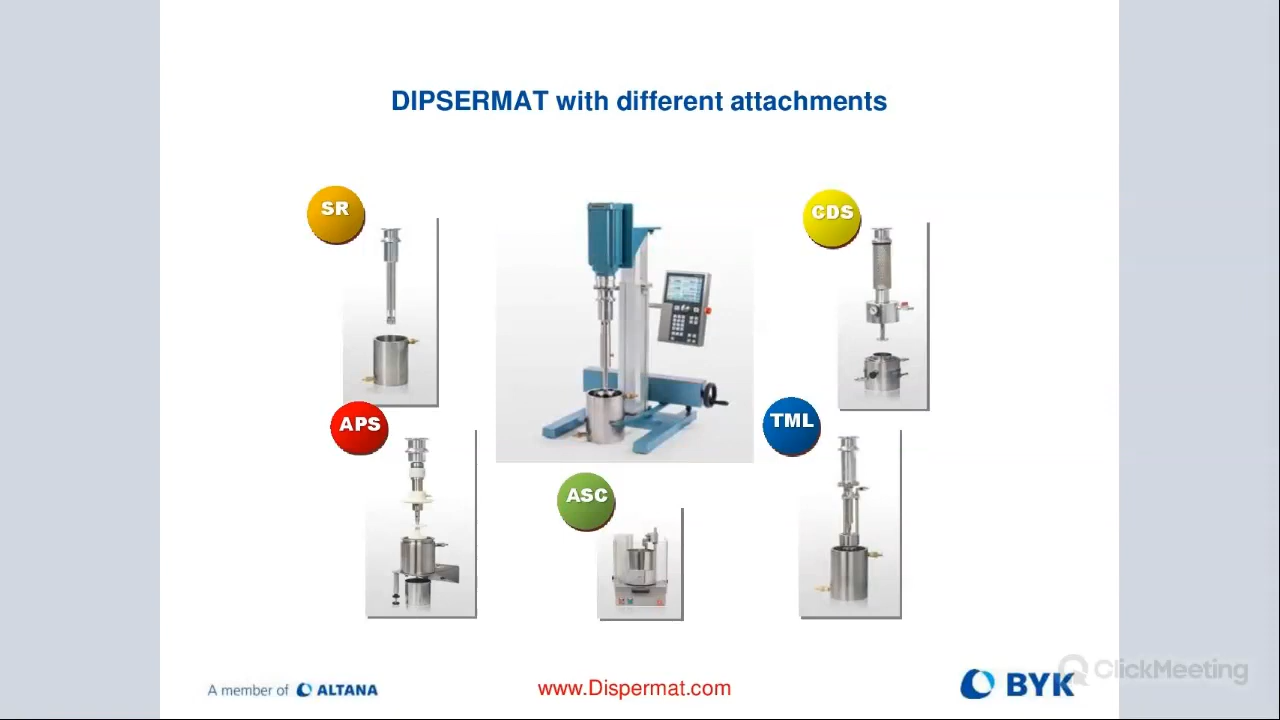 DIPSERMAT with different attachments
SR
CDS
APS
TML
ASC
A member of ALTANA
www.Dispermat.com
BYK
ClickMeeting